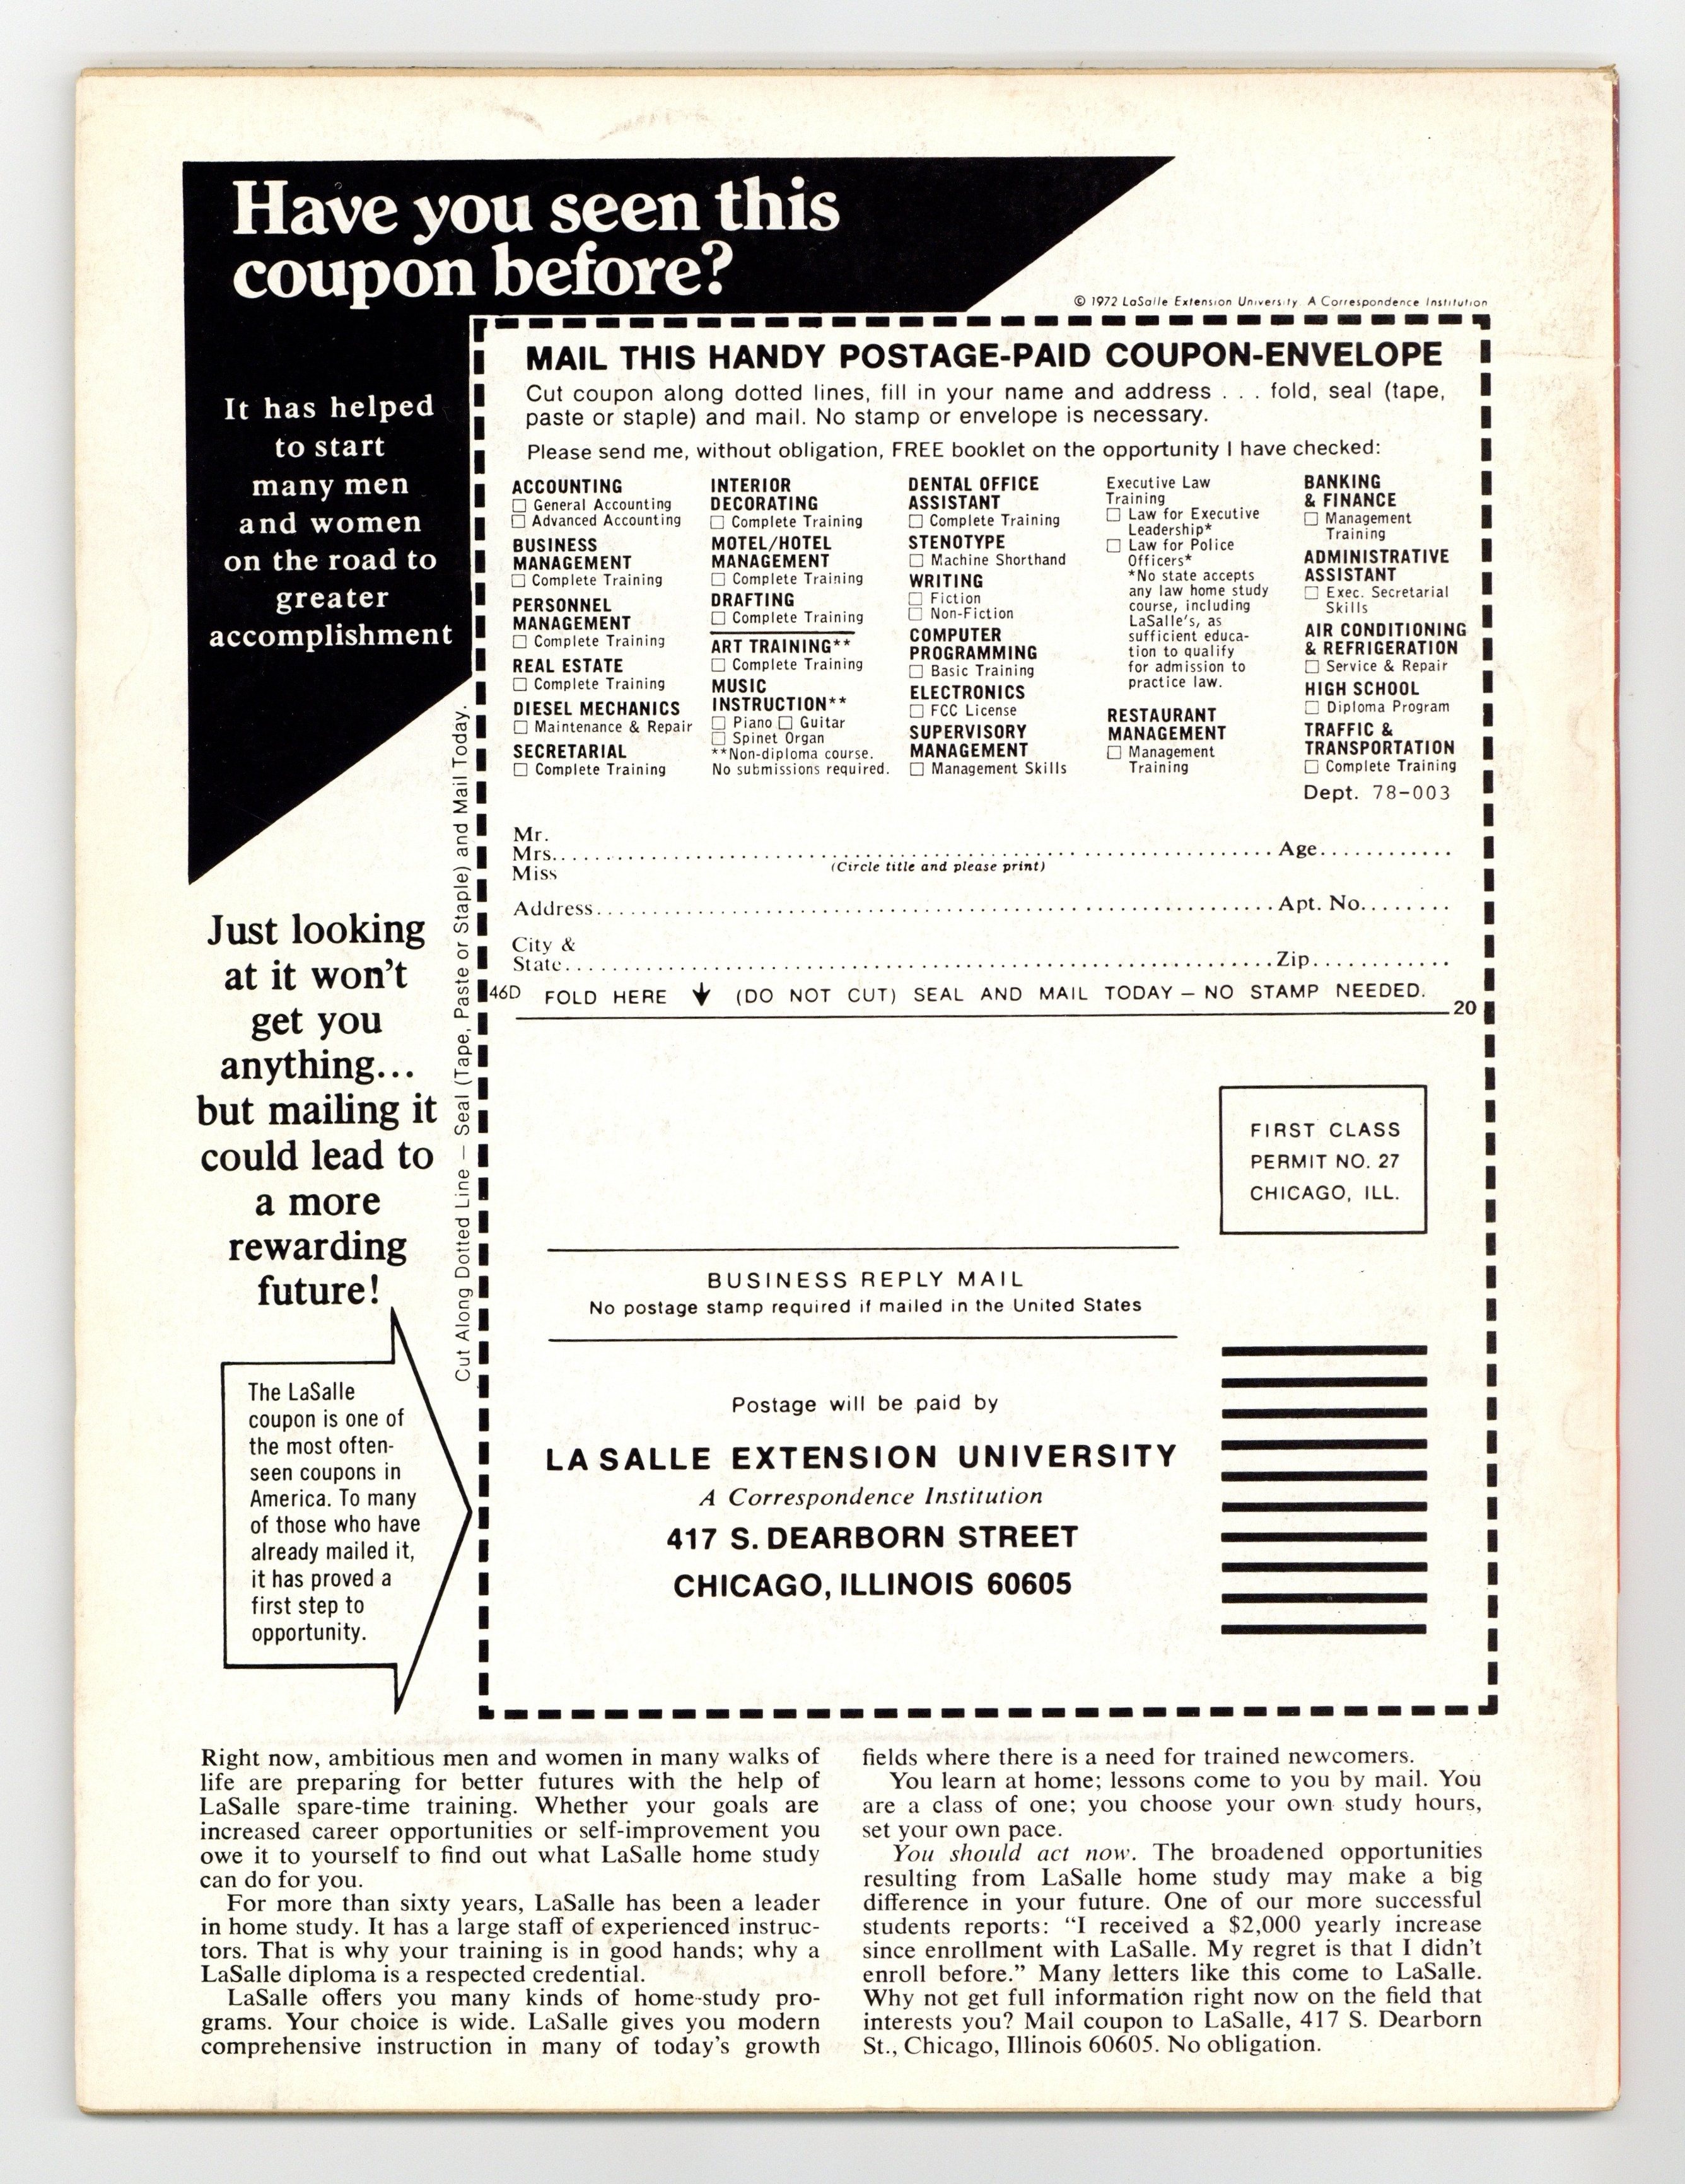 Have you seen this
coupon before?
© 1972 LaSalle Extension University A Correspondence Institution
It has helped
to start
many men
and women
on the road to
greater
accomplishment
Just looking
at it won't
get you
anything...
but mailing it
could lead to
a more
rewarding
future!
The LaSalle
coupon is one of
the most often-
seen coupons in
America. To many
of those who have
already mailed it,
it has proved a
first step to
opportunity.
Cut Along Dotted Line — Seal (Tape, Paste or Staple) and Mail Today.
MAIL THIS HANDY POSTAGE-PAID COUPON-ENVELOPE
Cut coupon along dotted lines, fill in your name and address . . . fold, seal (tape,
paste or staple) and mail. No stamp or envelope is necessary.
Please send me, without obligation, FREE booklet on the opportunity I have checked:
ACCOUNTING
☐ General Accounting
☐ Advanced Accounting
BUSINESS
MANAGEMENT
☐ Complete Training
PERSONNEL
MANAGEMENT
☐ Complete Training
REAL ESTATE
☐ Complete Training
DIESEL MECHANICS
☐ Maintenance & Repair
SECRETARIAL
☐ Complete Training
INTERIOR
DECORATING
☐ Complete Training
MOTEL/HOTEL
MANAGEMENT
☐ Complete Training
DRAFTING
☐ Complete Training
ART TRAINING**
☐ Complete Training
MUSIC
INSTRUCTION**
☐ Piano ☐ Guitar
☐ Spinet Organ
**Non-diploma course.
No submissions required.
DENTAL OFFICE
ASSISTANT
☐ Complete Training
STENOTYPE
☐ Machine Shorthand
WRITING
☐ Fiction
☐ Non-Fiction
COMPUTER
PROGRAMMING
☐ Basic Training
ELECTRONICS
☐ FCC License
SUPERVISORY
MANAGEMENT
☐ Management Skills
Executive Law
Training
☐ Law for Executive
Leadership*
☐ Law for Police
Officers*
*No state accepts
any law home study
course, including
LaSalle's, as
sufficient educa-
tion to qualify
for admission to
practice law.
RESTAURANT
MANAGEMENT
☐ Management
Training
BANKING
& FINANCE
☐ Management
Training
ADMINISTRATIVE
ASSISTANT
☐ Exec. Secretarial
Skills
AIR CONDITIONING
& REFRIGERATION
☐ Service & Repair
HIGH SCHOOL
☐ Diploma Program
TRAFFIC &
TRANSPORTATION
☐ Complete Training
Dept. 78-003
Mr.
Mrs. Age
Miss (Circle title and please print)
Address Apt. No.
City &
State Zip
46D FOLD HERE ↓ (DO NOT CUT) SEAL AND MAIL TODAY — NO STAMP NEEDED.
20
FIRST CLASS
PERMIT NO. 27
CHICAGO, ILL.
BUSINESS REPLY MAIL
No postage stamp required if mailed in the United States
Postage will be paid by
LA SALLE EXTENSION UNIVERSITY
A Correspondence Institution
417 S. DEARBORN STREET
CHICAGO, ILLINOIS 60605
Right now, ambitious men and women in many walks of
life are preparing for better futures with the help of
LaSalle spare-time training. Whether your goals are
increased career opportunities or self-improvement you
owe it to yourself to find out what LaSalle home study
can do for you.
For more than sixty years, LaSalle has been a leader
in home study. It has a large staff of experienced instruc-
tors. That is why your training is in good hands; why a
LaSalle diploma is a respected credential.
LaSalle offers you many kinds of home-study pro-
grams. Your choice is wide. LaSalle gives you modern
comprehensive instruction in many of today's growth
fields where there is a need for trained newcomers.
You learn at home; lessons come to you by mail. You
are a class of one; you choose your own study hours,
set your own pace.
You should act now. The broadened opportunities
resulting from LaSalle home study may make a big
difference in your future. One of our more successful
students reports: “I received a $2,000 yearly increase
since enrollment with LaSalle. My regret is that I didn't
enroll before.” Many letters like this come to LaSalle.
Why not get full information right now on the field that
interests you? Mail coupon to LaSalle, 417 S. Dearborn
St., Chicago, Illinois 60605. No obligation.